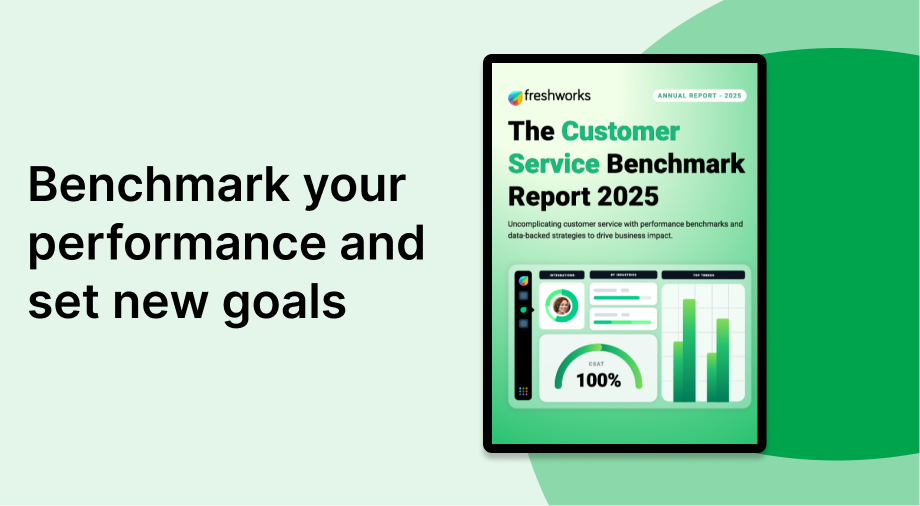 Benchmark your
performance and
set new goals
freshworks
ANNUAL REPORT - 2025
The Customer
Service Benchmark
Report 2025
Uncomplicating customer service with performance benchmarks and
data-backed strategies to drive business impact.
INTEGRATIONS
BY INDUSTRIES
TOP TRENDS
CSAT
100%